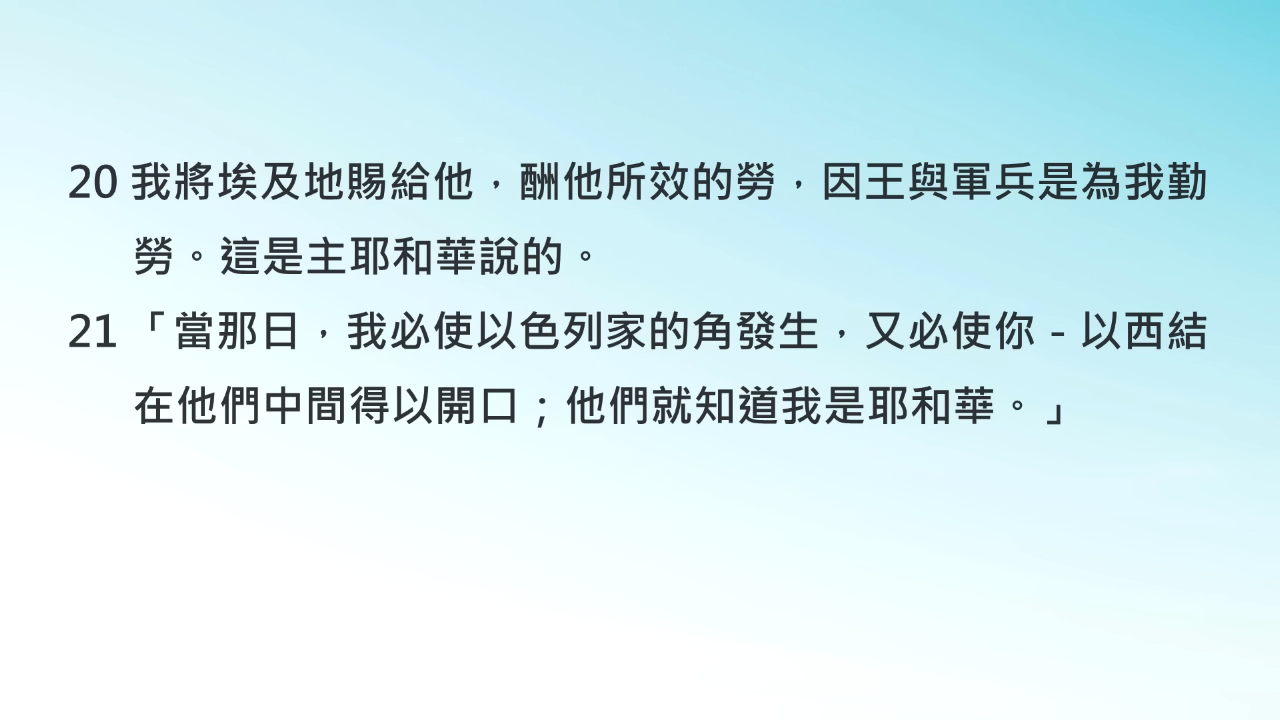 20 我將埃及地賜給他，酬他所效的勞，因王與軍兵是為我勤
勞。這是主耶和華說的。
21 「當那日，我必使以色列家的角發生，又必使你－以西結
在他們中間得以開口；他們就知道我是耶和華。」